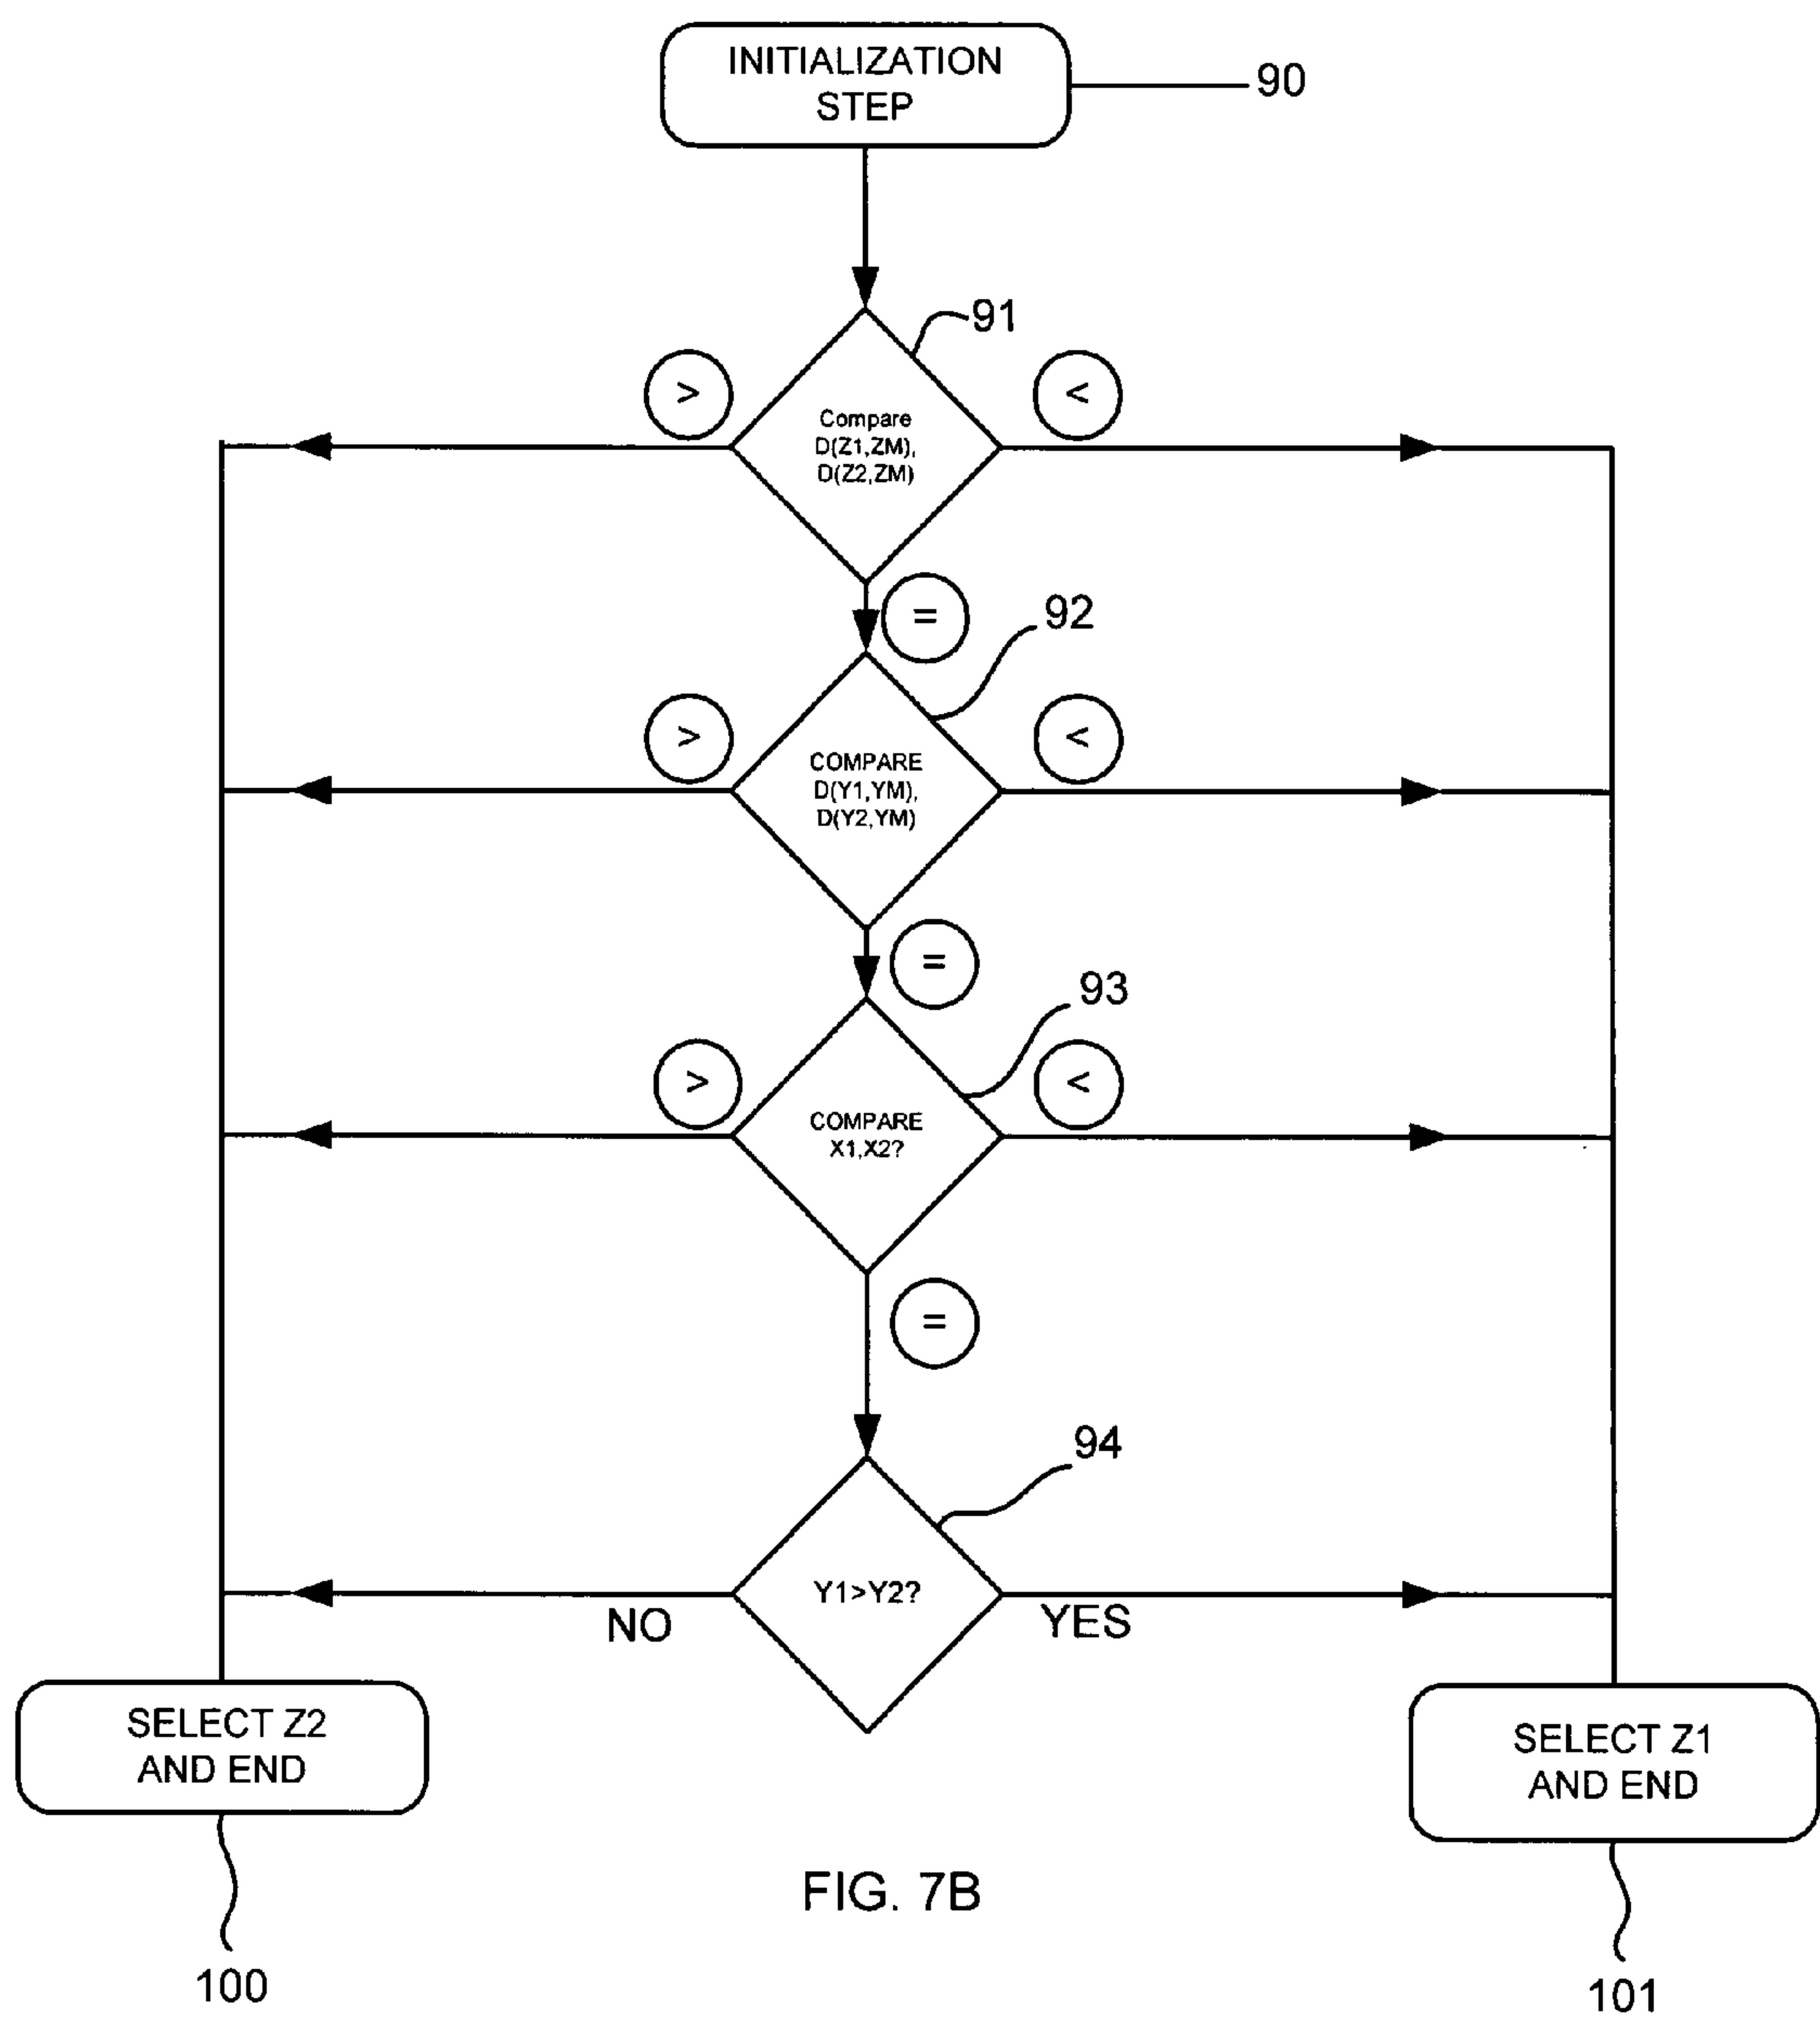 INITIALIZATION
STEP
90
91
>
<
Compare
D(Z1,ZM),
D(Z2,ZM)
=
92
>
<
COMPARE
D(Y1,YM),
D(Y2,YM)
=
93
>
<
COMPARE
X1,X2?
=
94
Y1>Y2?
NO
YES
SELECT Z2
AND END
SELECT Z1
AND END
FIG. 7B
100
101